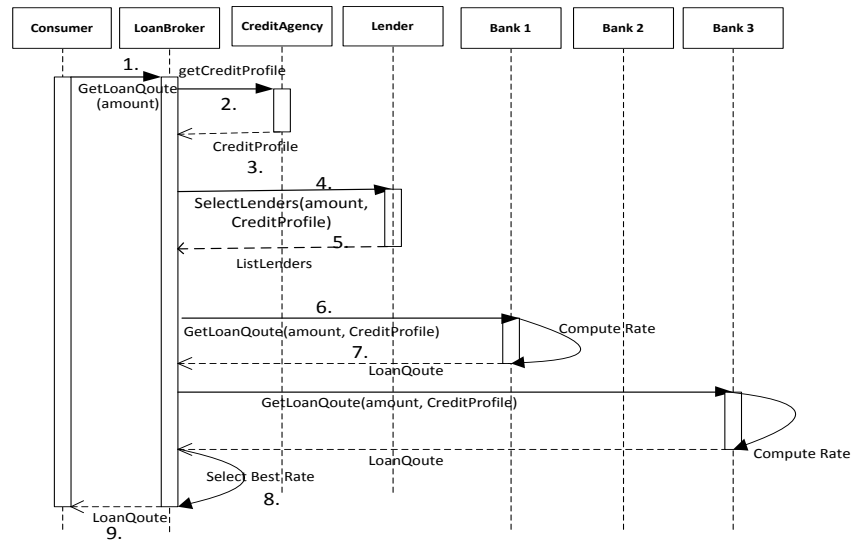 Consumer
LoanBroker
CreditAgency
Lender
Bank 1
Bank 2
Bank 3
1.
GetLoanQoute
(amount)
getCreditProfile
2.
CreditProfile
3.
4.
SelectLenders(amount,
CreditProfile)
5.
ListLenders
6.
GetLoanQoute(amount, CreditProfile)
Compute Rate
7.
LoanQoute
GetLoanQoute(amount, CreditProfile)
Compute Rate
LoanQoute
Select Best Rate
8.
LoanQoute
9.